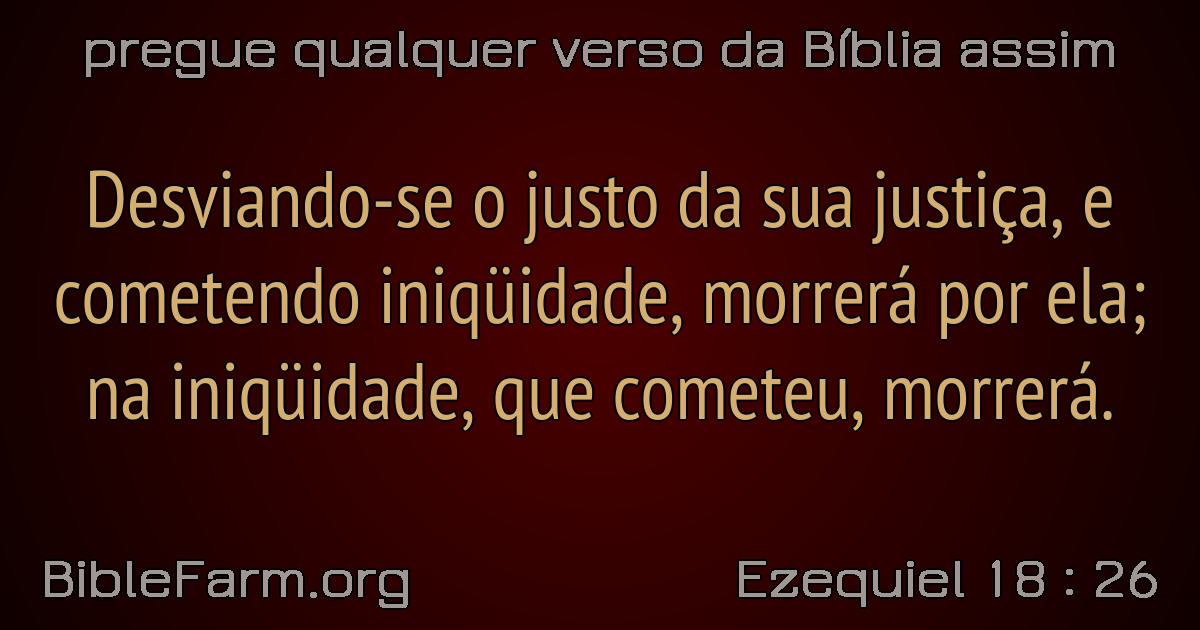 pregue qualquer verso da Bíblia assim
Desviando-se o justo da sua justiça, e
cometendo iniqüidade, morrerá por ela;
na iniqüidade, que cometeu, morrerá.
BibleFarm.org
Ezequiel 18 : 26